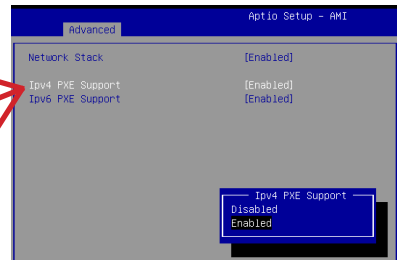 Aptio Setup – AMI
Advanced
Network Stack [Enabled]
Ipv4 PXE Support [Enabled]
Ipv6 PXE Support [Enabled]
Ipv4 PXE Support
Disabled
Enabled